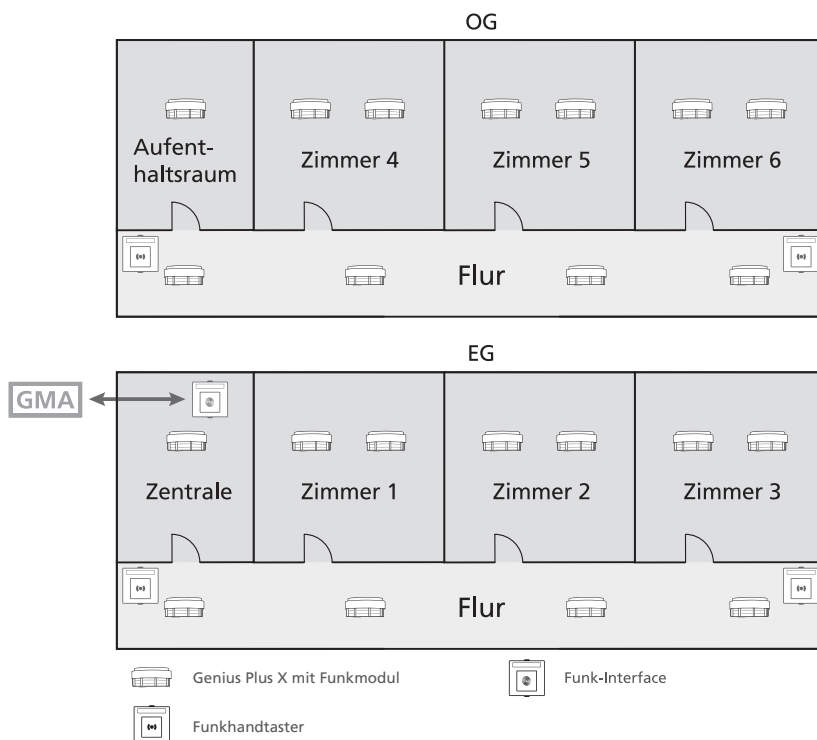 OG
Aufent-
haltsraum
Zimmer 4
Zimmer 5
Zimmer 6
Flur
EG
GMA
Zentrale
Zimmer 1
Zimmer 2
Zimmer 3
Flur
Genius Plus X mit Funkmodul
Funk-Interface
Funkhandtaster